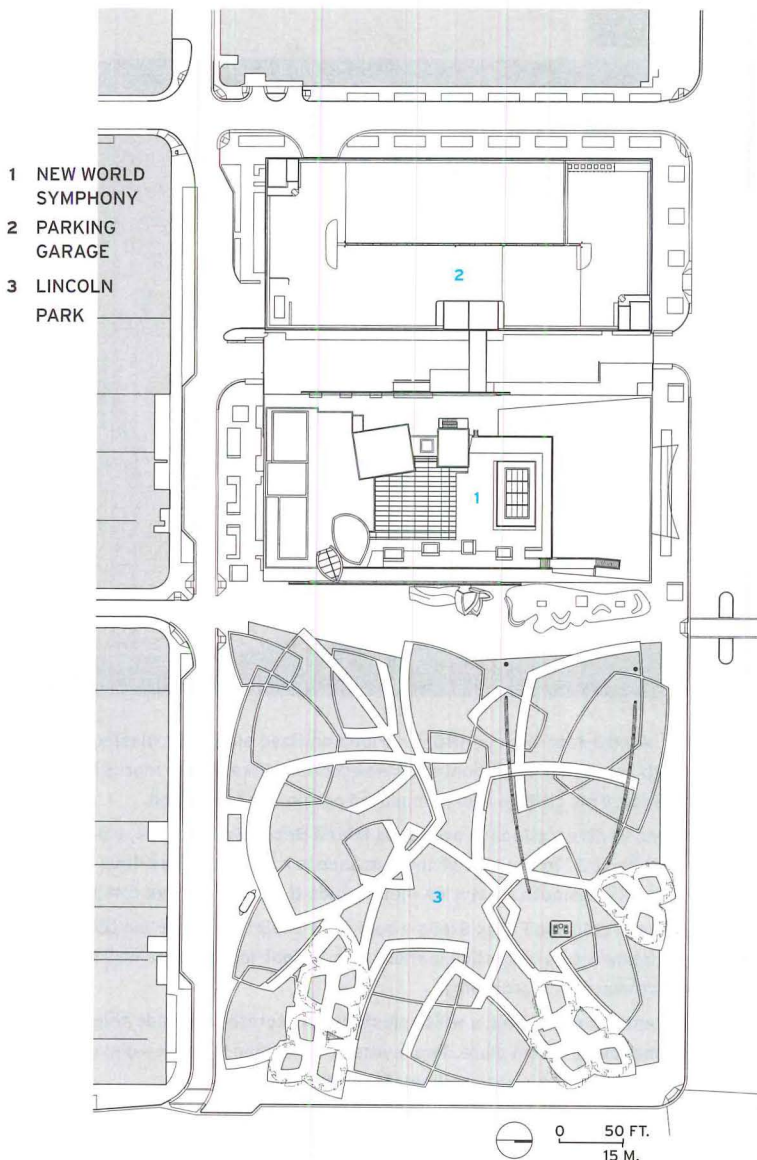 1 NEW WORLD
SYMPHONY
2 PARKING
GARAGE
3 LINCOLN
PARK
2
1
3
0 50 FT.
15 M.